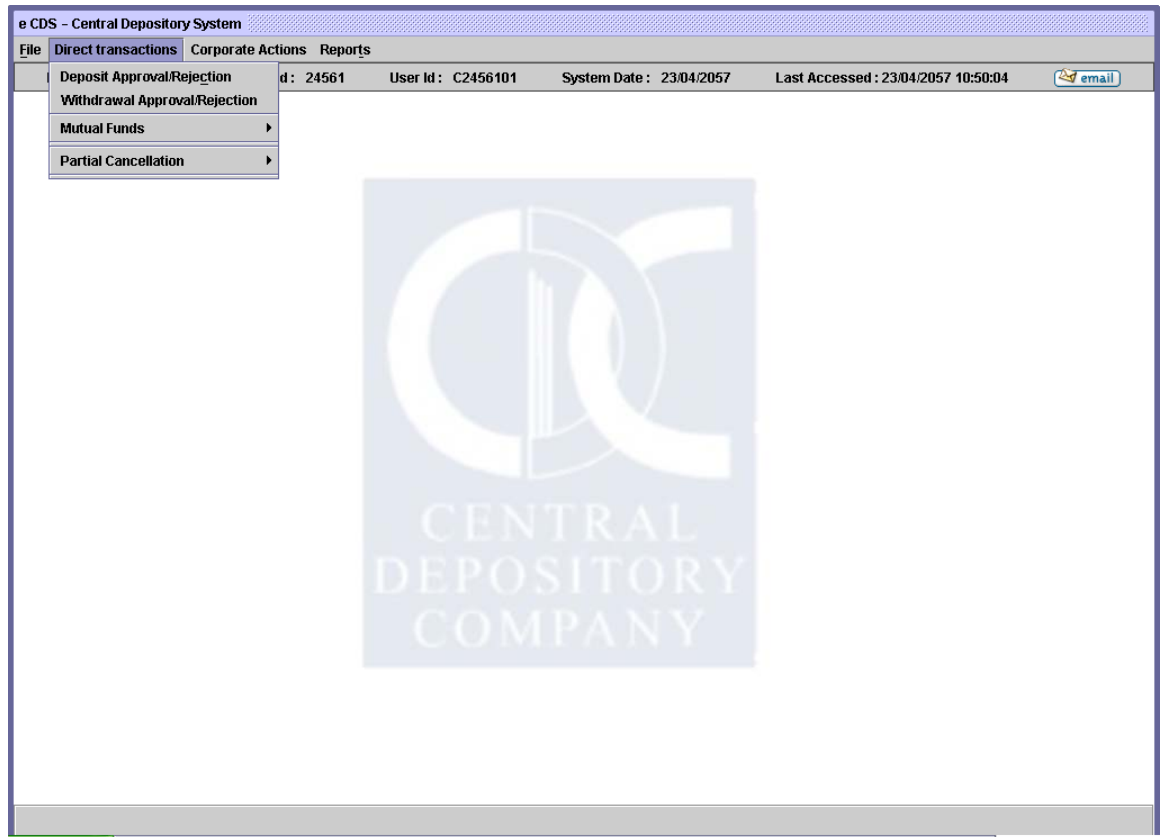 e CDS – Central Depository System
File Direct transactions Corporate Actions Reports
d : 24561 User Id : C2456101 System Date : 23/04/2057 Last Accessed : 23/04/2057 10:50:04 email
Deposit Approval/Rejection
Withdrawal Approval/Rejection
Mutual Funds
Partial Cancellation
CENTRAL
DEPOSITORY
COMPANY